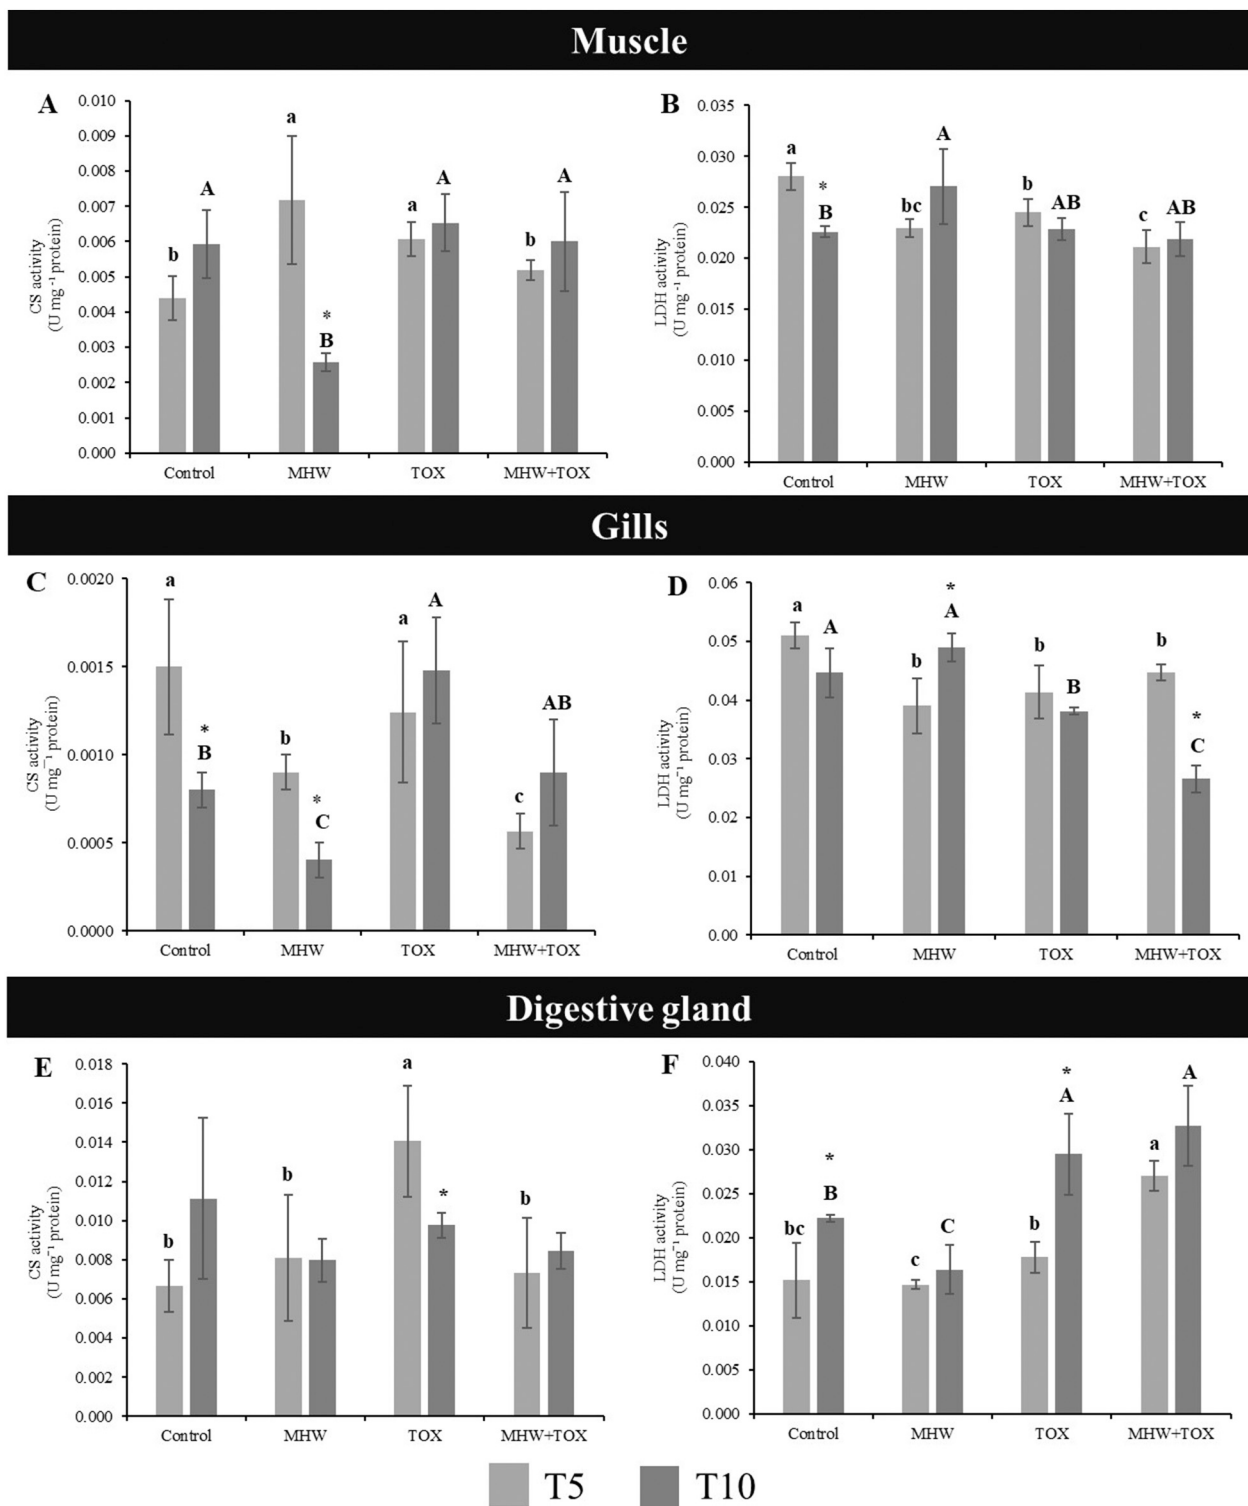 Muscle
A
0.010
0.009
0.008
0.007
0.006
0.005
0.004
0.003
0.002
0.001
0.000
CS activity
(U mg⁻¹ protein)
b
A
a
*
B
a
A
b
A
Control
MHW
TOX
MHW+TOX
B
0.035
0.030
0.025
0.020
0.015
0.010
0.005
0.000
LDH activity
(U mg⁻¹ protein)
a
*
B
bc
A
b
AB
c
AB
Control
MHW
TOX
MHW+TOX
Gills
C
0.0020
0.0015
0.0010
0.0005
0.0000
CS activity
(U mg⁻¹ protein)
a
*
B
b
*
C
a
A
c
AB
Control
MHW
TOX
MHW+TOX
D
0.06
0.05
0.04
0.03
0.02
0.01
0.00
LDH activity
(U mg⁻¹ protein)
a
A
b
*
A
b
B
b
*
C
Control
MHW
TOX
MHW+TOX
Digestive gland
E
0.018
0.016
0.014
0.012
0.010
0.008
0.006
0.004
0.002
0.000
CS activity
(U mg⁻¹ protein)
b
b
a
*
b
Control
MHW
TOX
MHW+TOX
F
0.040
0.035
0.030
0.025
0.020
0.015
0.010
0.005
0.000
LDH activity
(U mg⁻¹ protein)
bc
*
B
c
C
b
*
A
a
A
Control
MHW
TOX
MHW+TOX
T5
T10